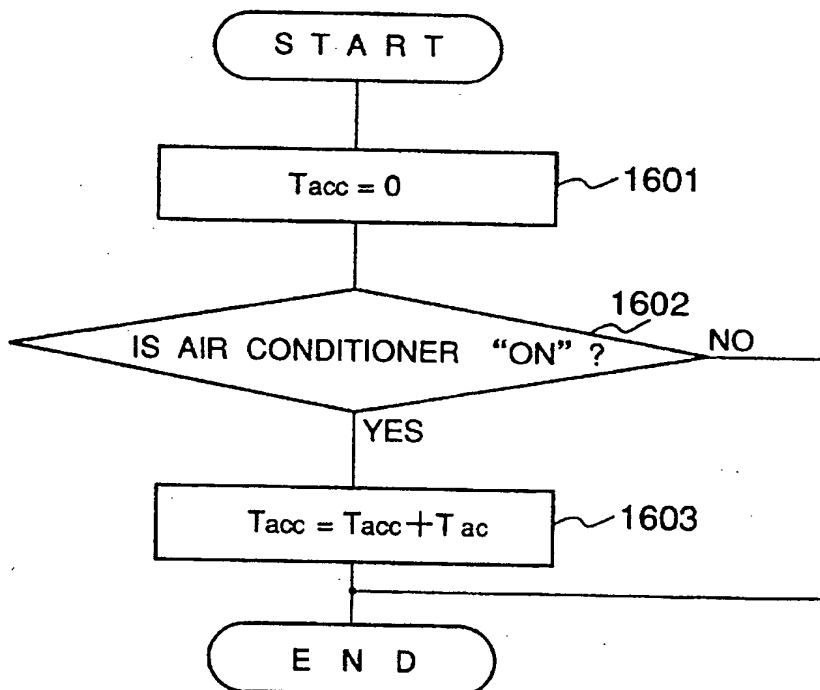 START
Tacc = 0
1601
1602
IS AIR CONDITIONER “ON” ?
NO
YES
Tacc = Tacc + Tac
1603
END